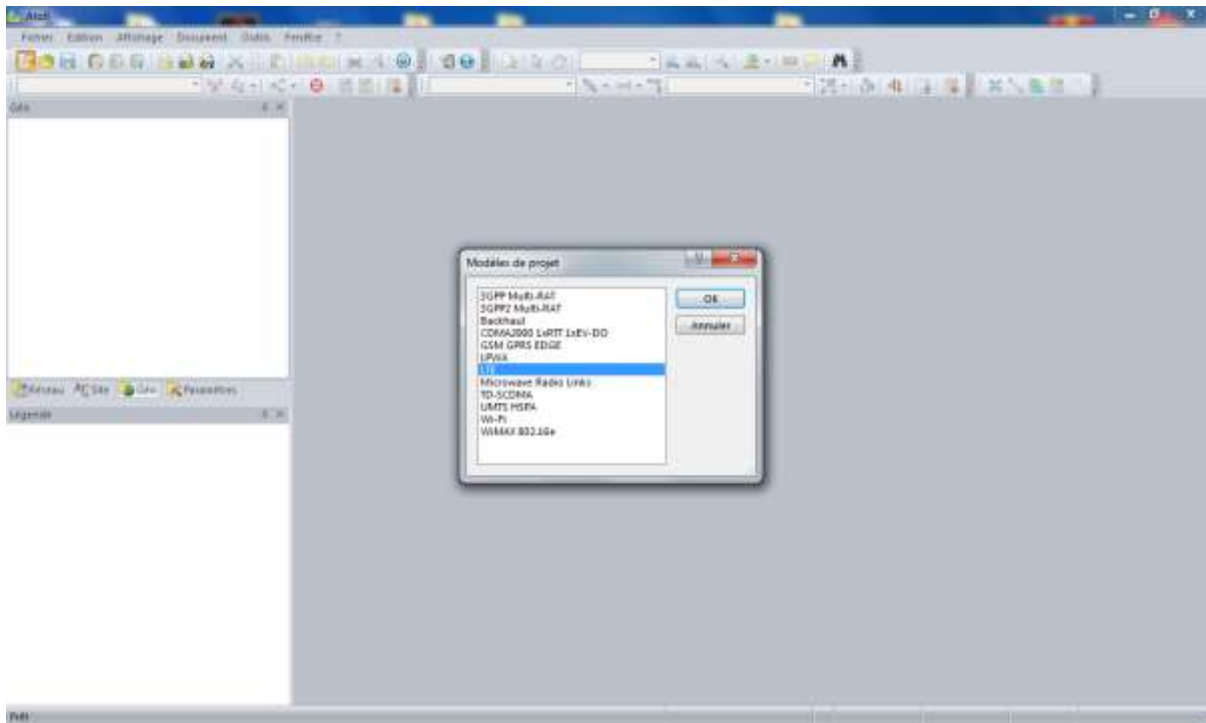 Atoll
Fichier Edition Affichage Document Outils Fenêtre ?
Géo
Modèles de projet
3GPP Multi-RAT
3GPP2 Multi-RAT
Backhaul
CDMA2000 1xRTT 1xEV-DO
GSM GPRS EDGE
LPWA
LTE
Microwave Radio Links
TD-SCDMA
UMTS HSPA
Wi-Fi
WiMAX 802.16e
OK
Annuler
Réseau Site Géo Paramètres
Légende
Prêt